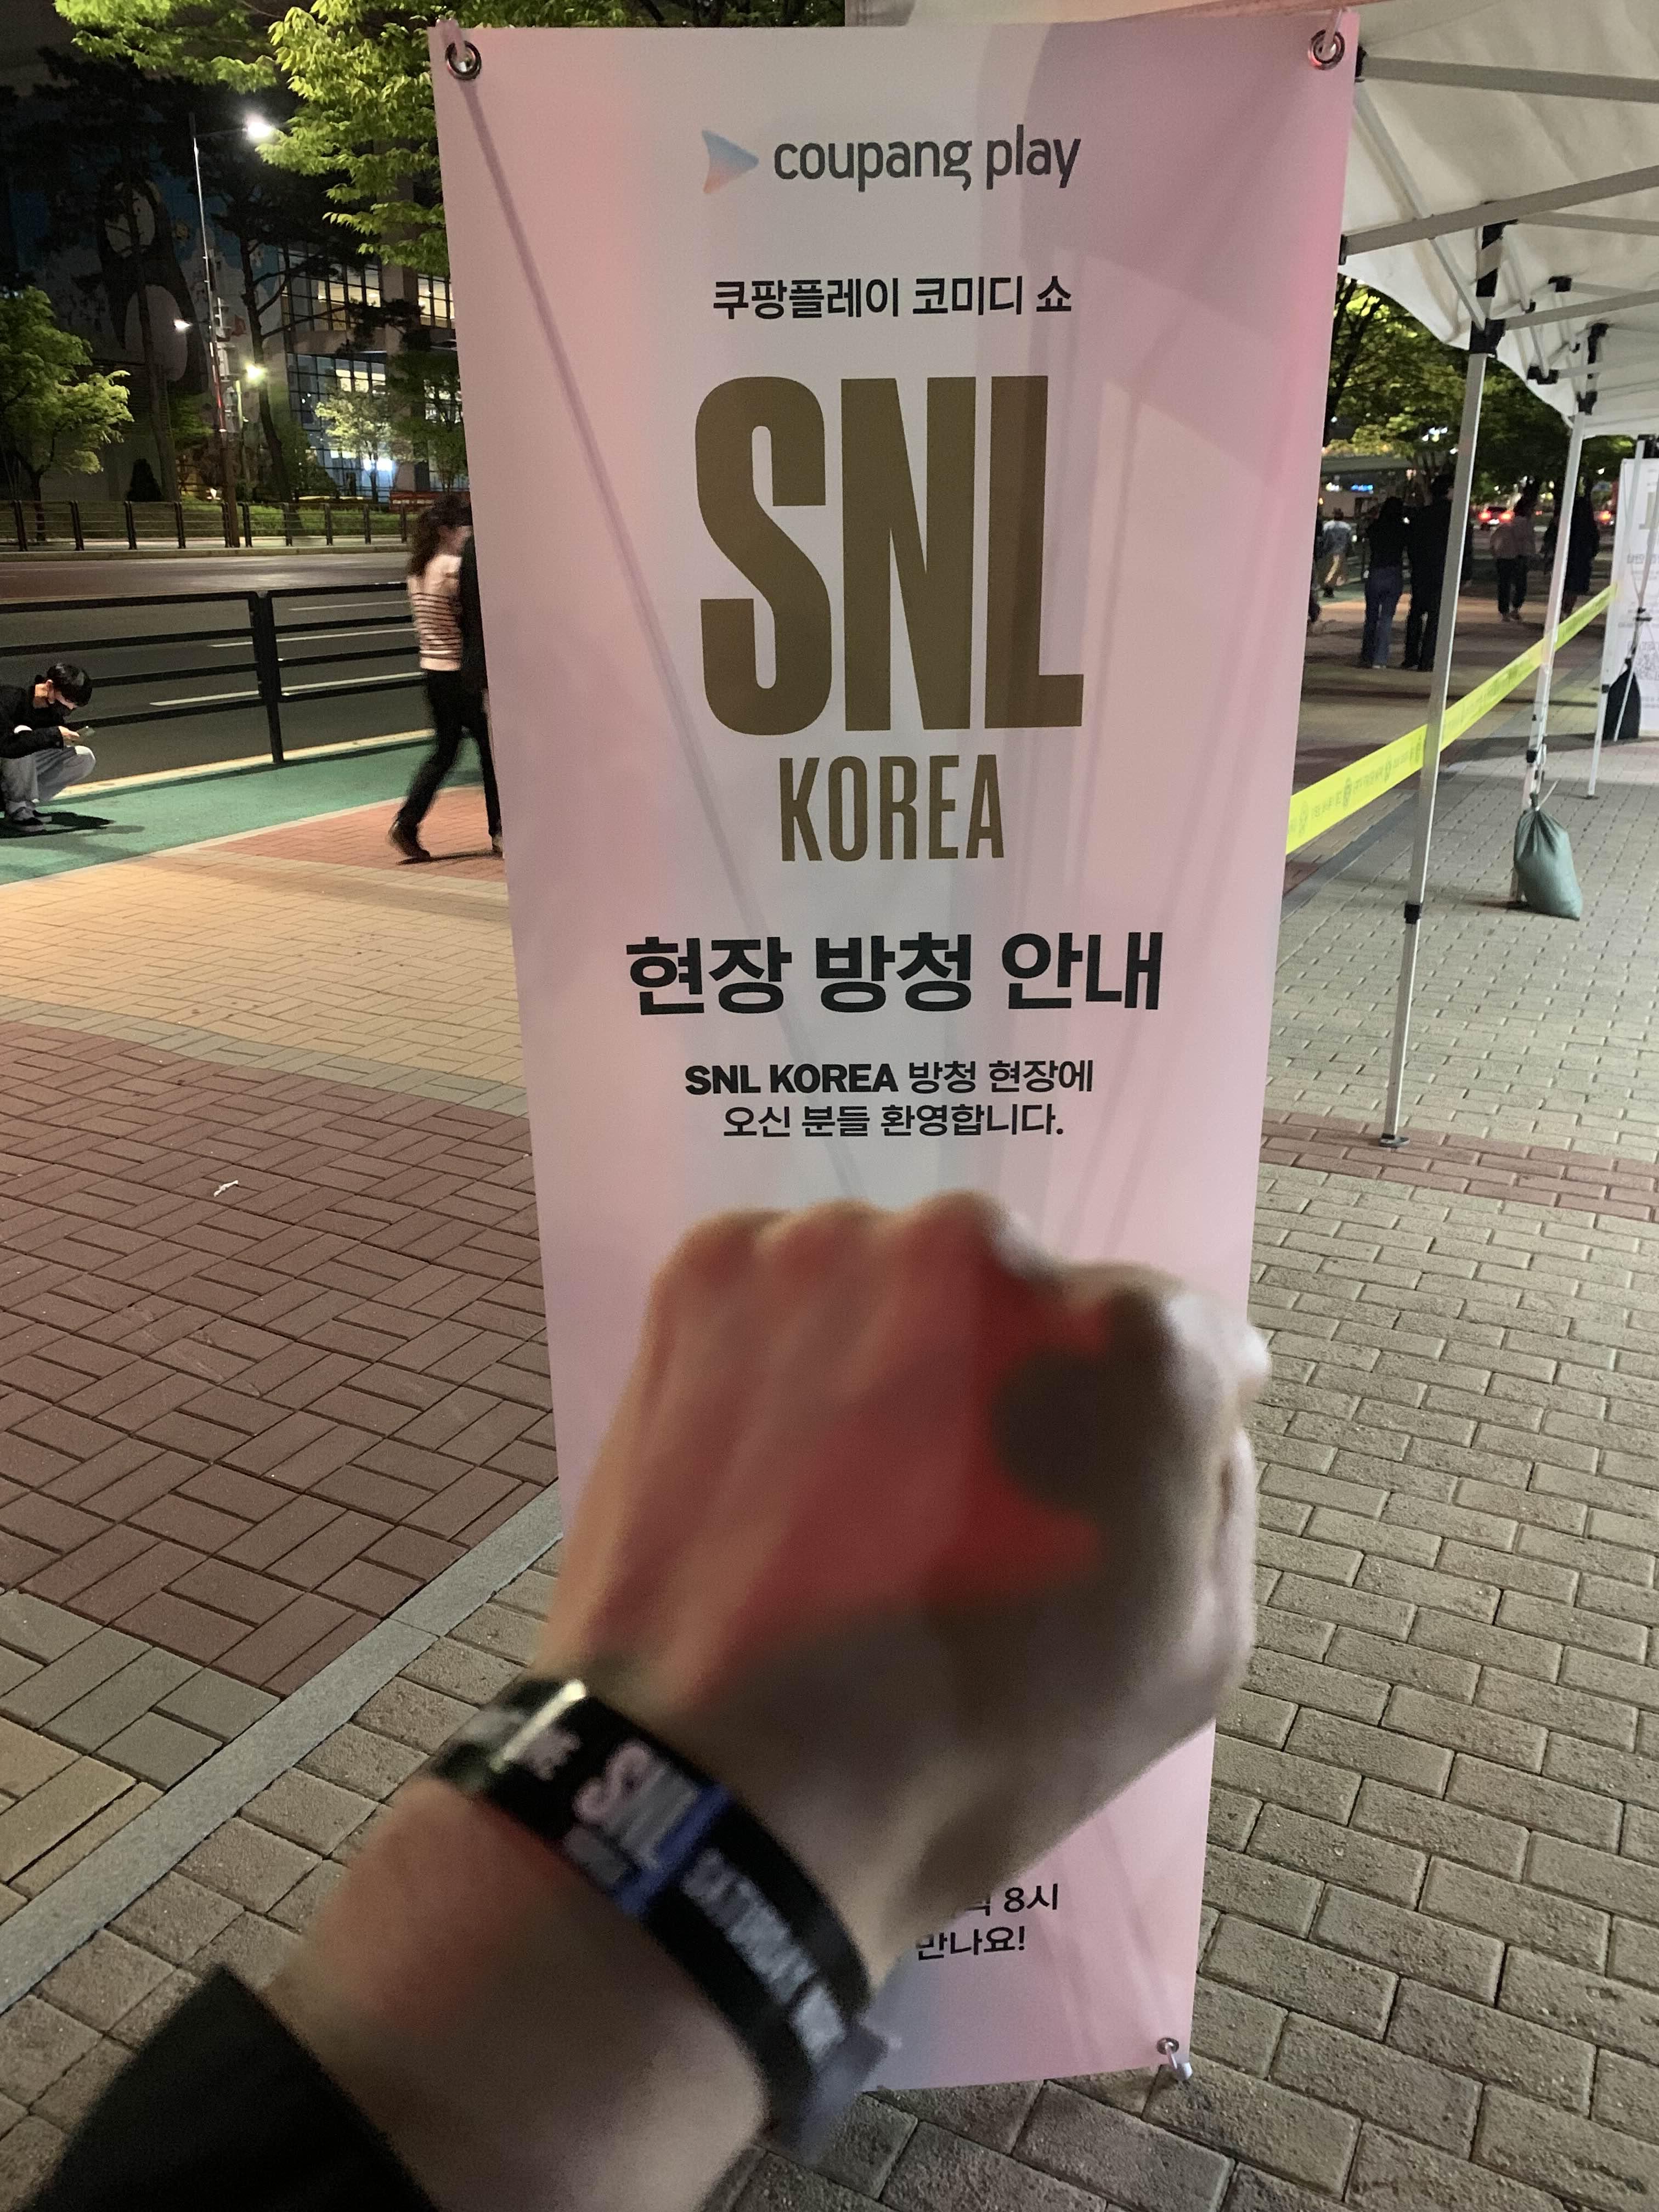 coupang play
쿠팡플레이 코미디 쇼
SNL
KOREA
현장 방청 안내
SNL KOREA 방청 현장에
오신 분들 환영합니다.
8시
만나요!
SNL
SATURDAY